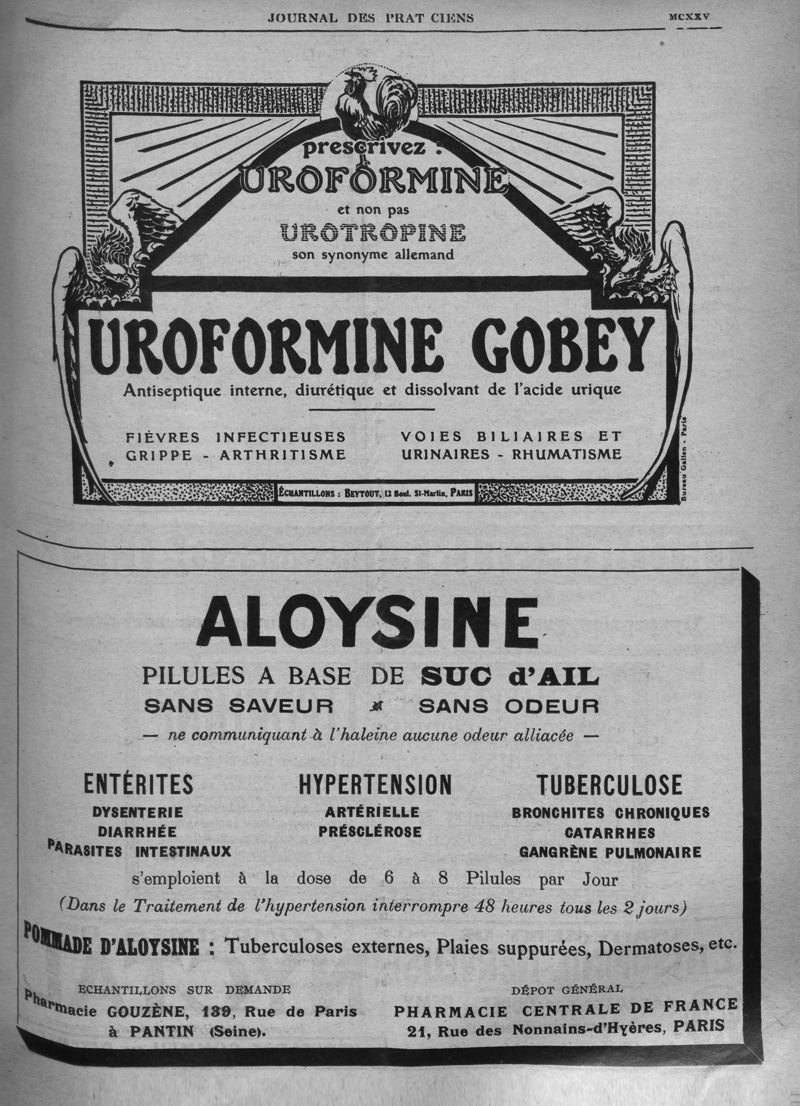 JOURNAL DES PRAT CIENS
MCXXV
prescrivez :
UROFORMINE
et non pas
UROTROPINE
son synonyme allemand
UROFORMINE GOBEY
Antiseptique interne, diurétique et dissolvant de l'acide urique
FIÈVRES INFECTIEUSES
GRIPPE - ARTHRITISME
VOIES BILIAIRES ET
URINAIRES - RHUMATISME
ÉCHANTILLONS : BEYTOUT, 12 Boul. St-Martin, PARIS
Bureau Galien - Paris
ALOYSINE
PILULES A BASE DE SUC d'AIL
SANS SAVEUR SANS ODEUR
— ne communiquant à l'haleine aucune odeur alliacée —
ENTÉRITES
DYSENTERIE
DIARRHÉE
PARASITES INTESTINAUX
HYPERTENSION
ARTÉRIELLE
PRÉSCLÉROSE
TUBERCULOSE
BRONCHITES CHRONIQUES
CATARRHES
GANGRÈNE PULMONAIRE
s'emploient à la dose de 6 à 8 Pilules par Jour
(Dans le Traitement de l'hypertension interrompre 48 heures tous les 2 jours)
POMMADE D'ALOYSINE : Tuberculoses externes, Plaies suppurées, Dermatoses, etc.
ECHANTILLONS SUR DEMANDE
Pharmacie GOUZÈNE, 139, Rue de Paris
à PANTIN (Seine).
DÉPOT GÉNÉRAL
PHARMACIE CENTRALE DE FRANCE
21, Rue des Nonnains-d'Hyères, PARIS